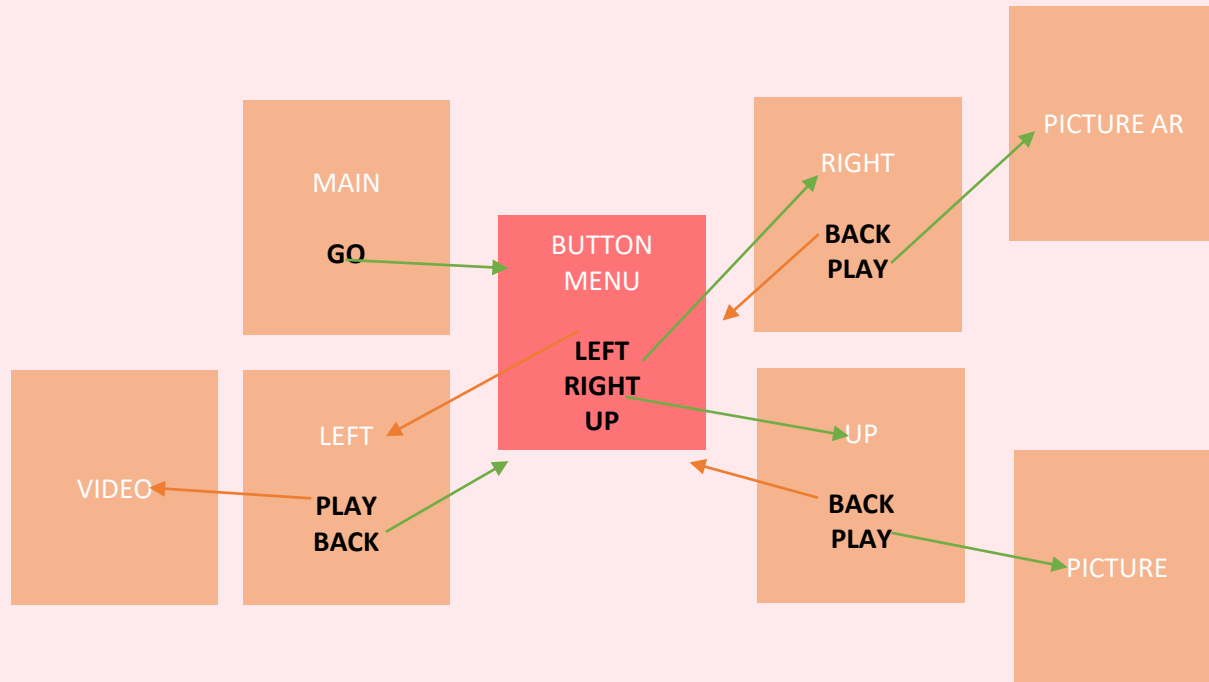 MAIN
GO
BUTTON
MENU
LEFT
RIGHT
UP
RIGHT
BACK
PLAY
PICTURE AR
VIDEO
LEFT
PLAY
BACK
UP
BACK
PLAY
PICTURE